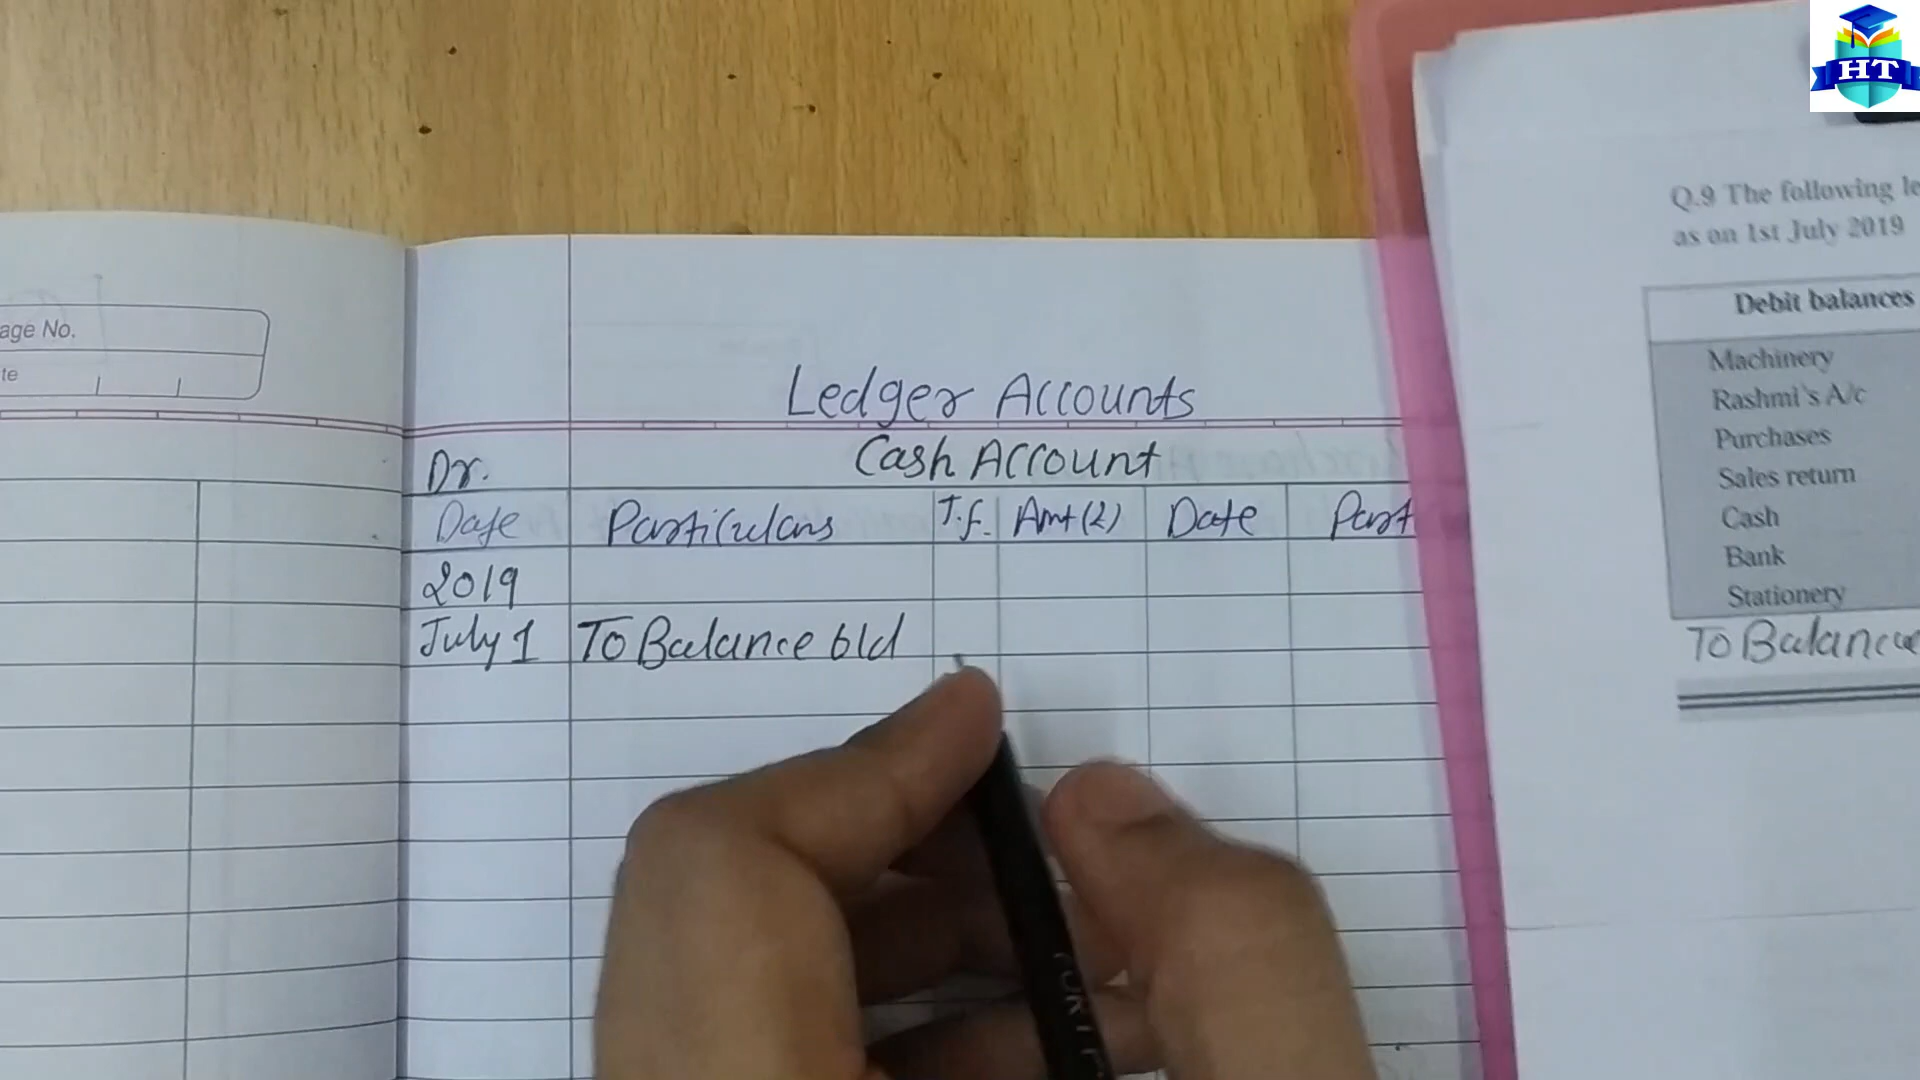 HT
Q.9 The following le
as on 1st July 2019
Debit balances
Machinery
Rashmi's A/c
Purchases
Sales return
Cash
Bank
Stationery
To Balance
age No.
te
Ledger Accounts
Dr. Cash Account
Date Particulars J.f. Amt (₹) Date Part
2019
July 1 To Balance b/d